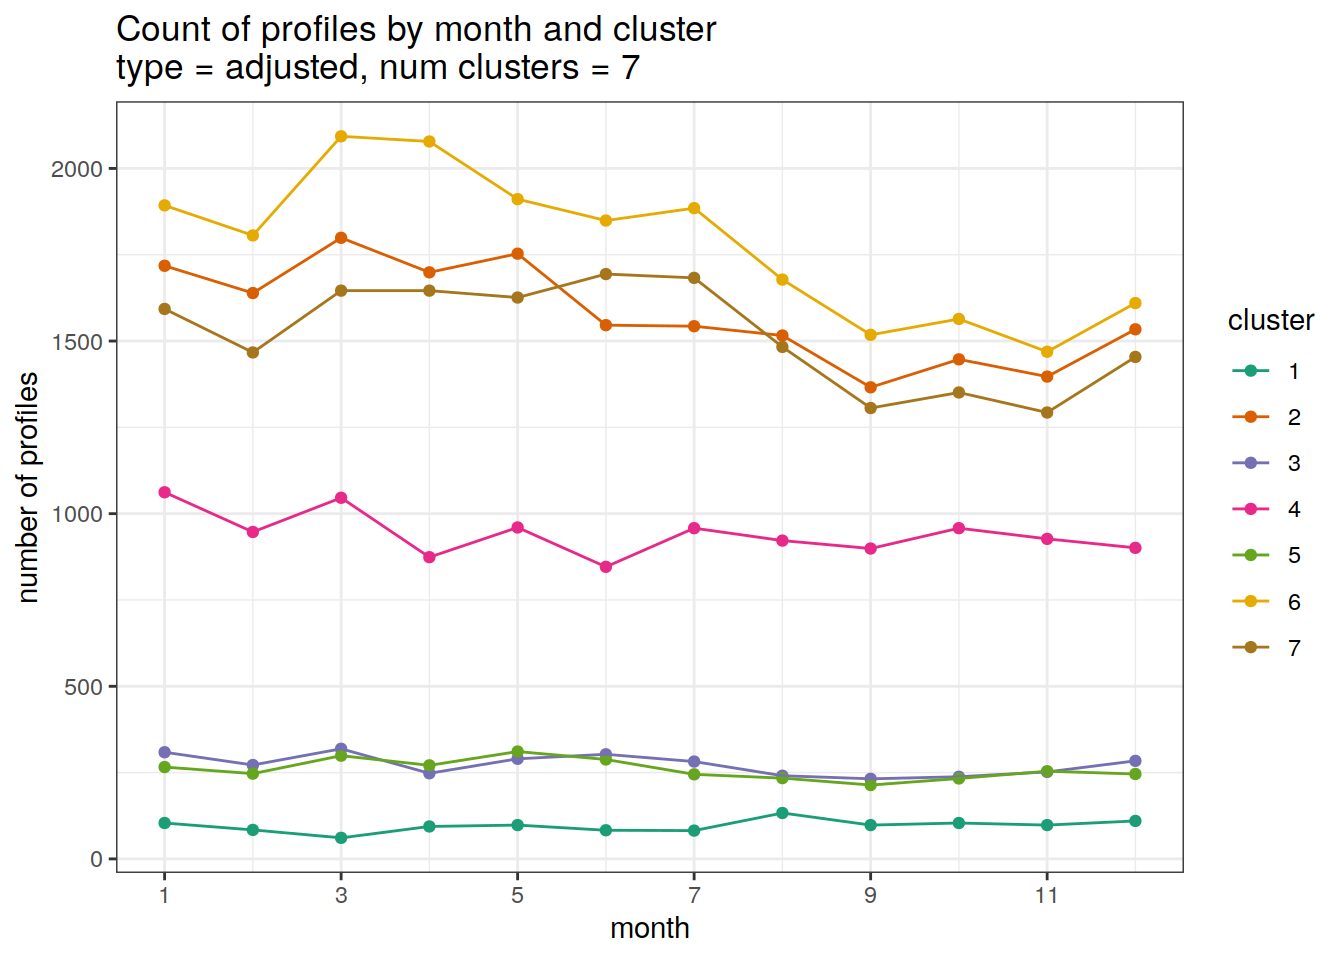 Count of profiles by month and cluster
type = adjusted, num clusters = 7
number of profiles
2000
1500
1000
500
0
1 3 5 7 9 11
month
cluster
1
2
3
4
5
6
7